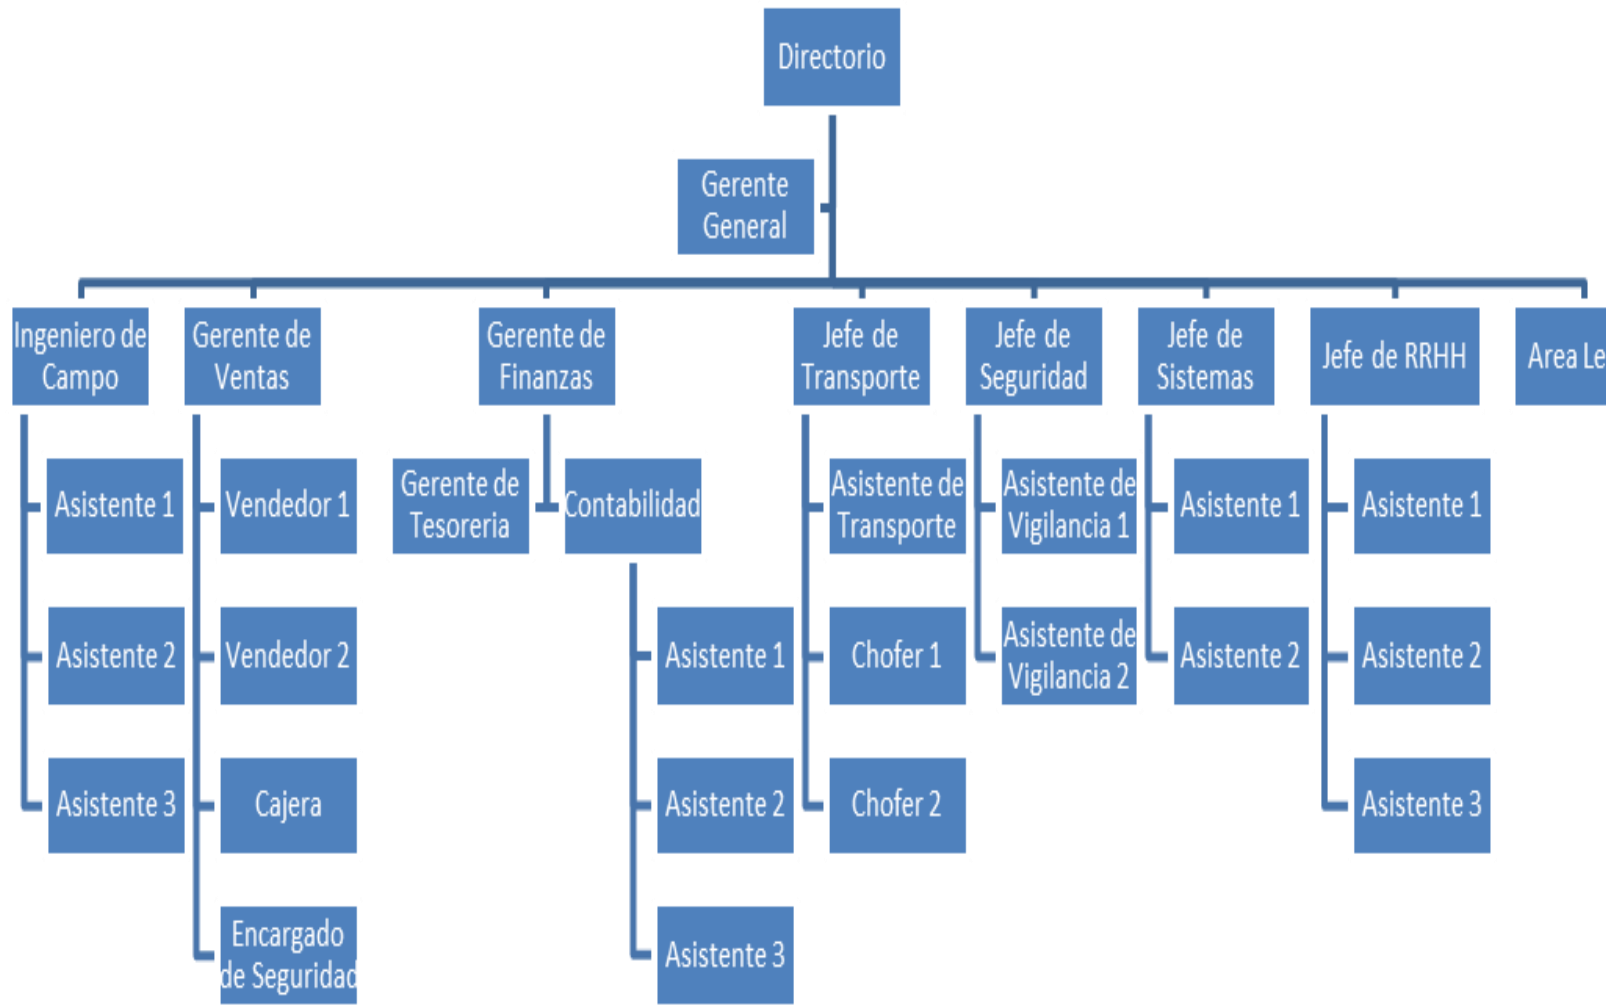 Directorio
Gerente
General
Ingeniero de
Campo
Gerente de
Ventas
Gerente de
Finanzas
Jefe de
Transporte
Jefe de
Seguridad
Jefe de
Sistemas
Jefe de RRHH
Area Le
Asistente 1
Vendedor 1
Gerente de
Tesoreria
Contabilidad
Asistente de
Transporte
Asistente de
Vigilancia 1
Asistente 1
Asistente 1
Asistente 2
Vendedor 2
Asistente 1
Chofer 1
Asistente de
Vigilancia 2
Asistente 2
Asistente 2
Asistente 3
Cajera
Asistente 2
Chofer 2
Asistente 3
Encargado
de Seguridad
Asistente 3